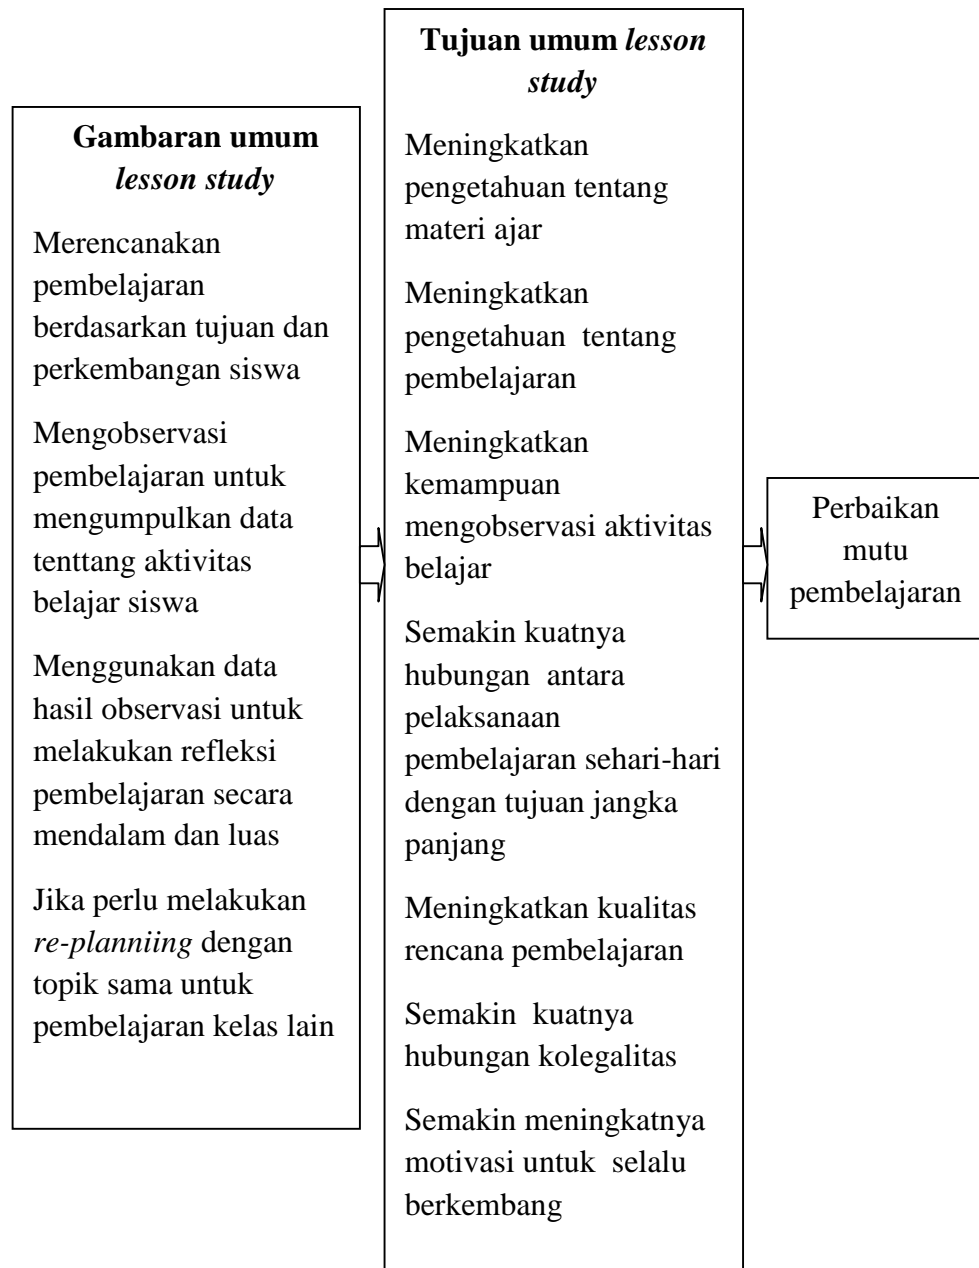 Gambaran umum
lesson study
Merencanakan
pembelajaran
berdasarkan tujuan dan
perkembangan siswa
Mengobservasi
pembelajaran untuk
mengumpulkan data
tenttang aktivitas
belajar siswa
Menggunakan data
hasil observasi untuk
melakukan refleksi
pembelajaran secara
mendalam dan luas
Jika perlu melakukan
re-planniing dengan
topik sama untuk
pembelajaran kelas lain
Tujuan umum lesson
study
Meningkatkan
pengetahuan tentang
materi ajar
Meningkatkan
pengetahuan tentang
pembelajaran
Meningkatkan
kemampuan
mengobservasi aktivitas
belajar
Semakin kuatnya
hubungan antara
pelaksanaan
pembelajaran sehari-hari
dengan tujuan jangka
panjang
Meningkatkan kualitas
rencana pembelajaran
Semakin kuatnya
hubungan kolegalitas
Semakin meningkatnya
motivasi untuk selalu
berkembang
Perbaikan
mutu
pembelajaran